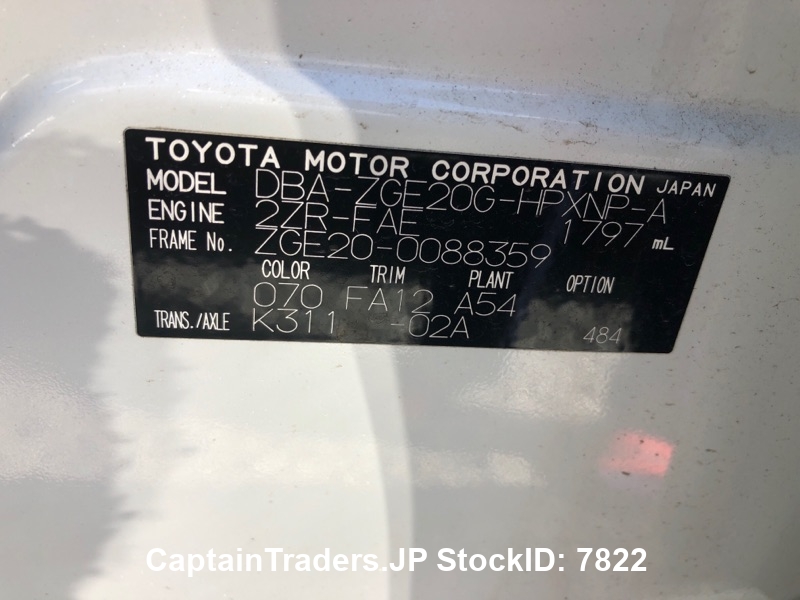 TOYOTA MOTOR CORPORATION JAPAN
MODEL DBA-ZGE20G-HPXNP-A
ENGINE 2ZR-FAE 1797 mL
FRAME No. ZGE20-0088359
COLOR TRIM PLANT OPTION
070 FA12 A54
TRANS./AXLE K311 -02A 484
CaptainTraders.JP StockID: 7822